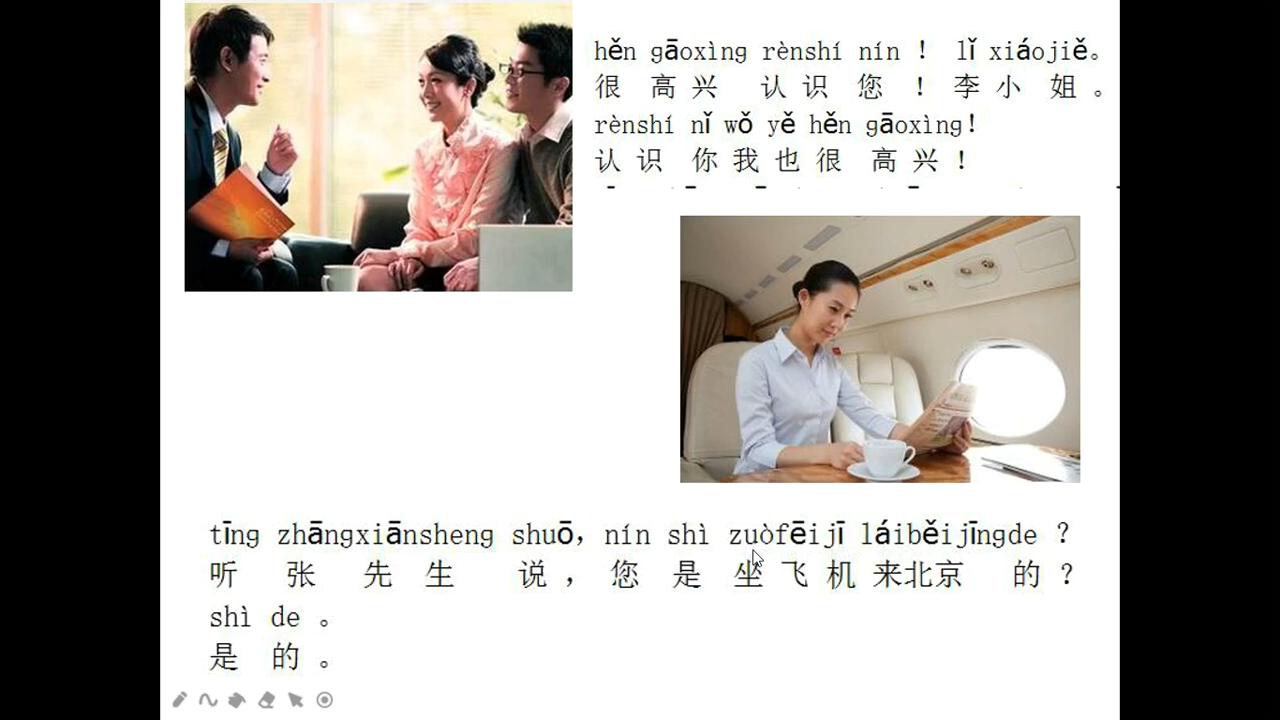 hěn gāoxìng rènshí nín ! lǐ xiáojiě。
很 高 兴 认 识 您 ! 李 小 姐 。
rènshí nǐ wǒ yě hěn gāoxìng!
认 识 你 我 也 很 高 兴 !
tīng zhāngxiānsheng shuō, nín shì zuòfēijī láiběijīngde ?
听 张 先 生 说 , 您 是 坐 飞 机 来北京 的 ?
shì de 。
是 的 。